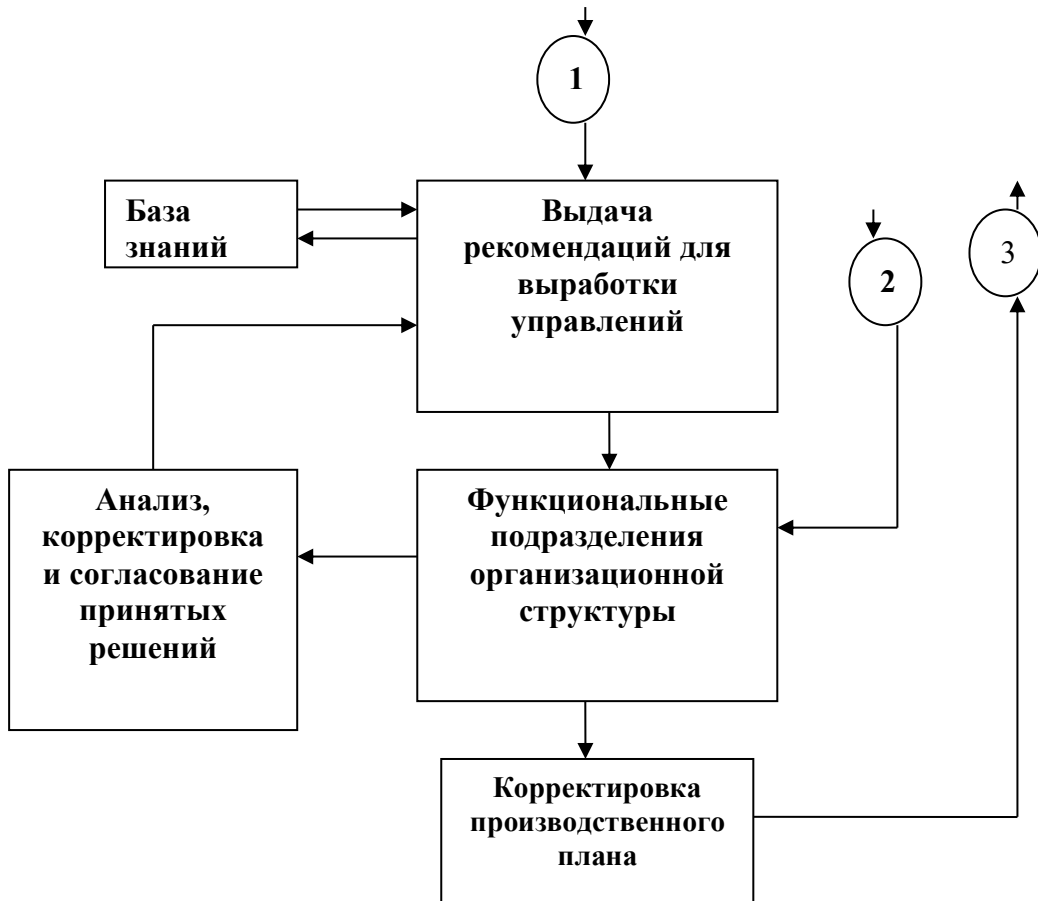 1
База
знаний
Выдача
рекомендаций для
выработки
управлений
2
3
Анализ,
корректировка
и согласование
принятых
решений
Функциональные
подразделения
организационной
структуры
Корректировка
производственного
плана